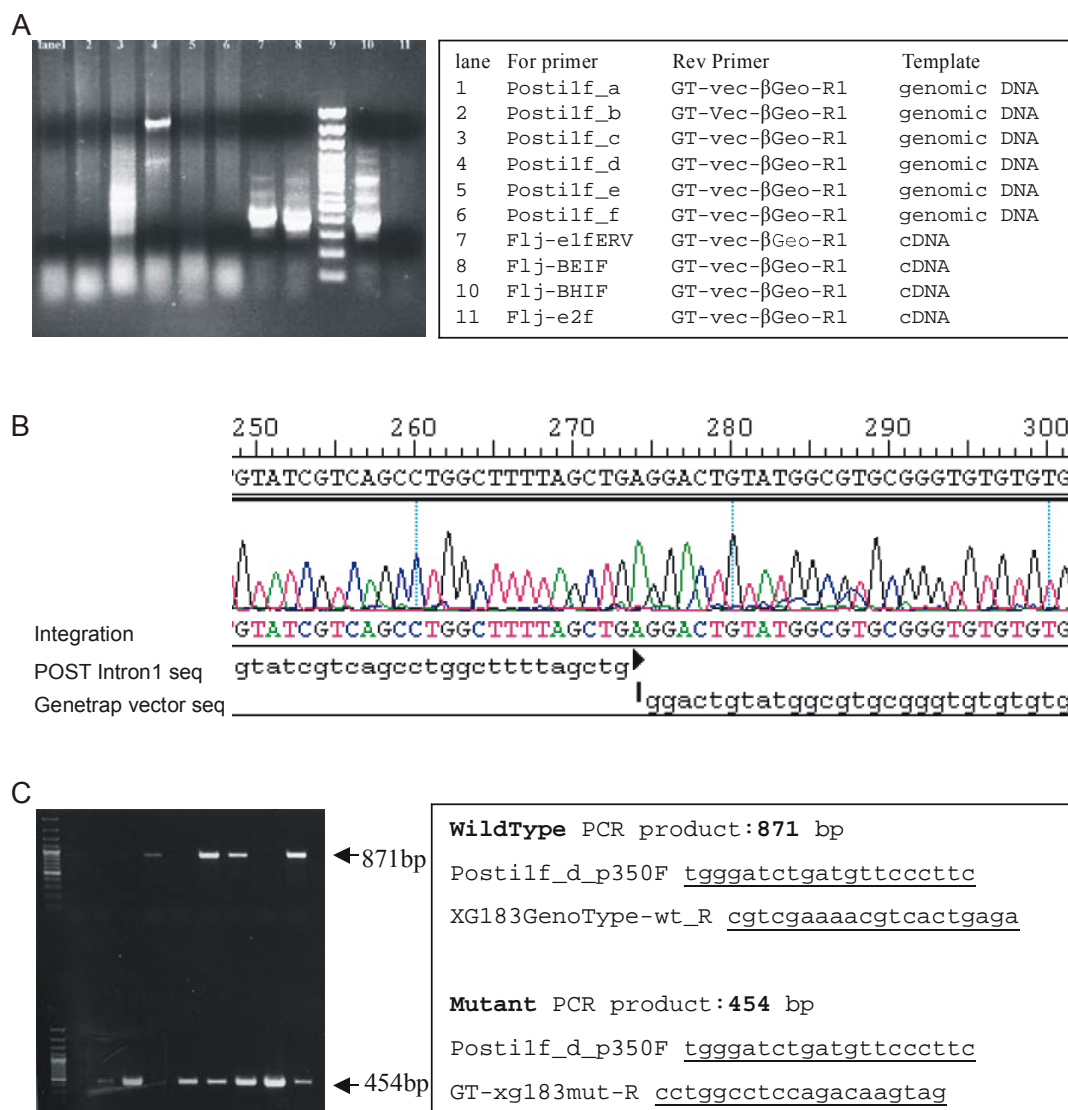 A
lane1 2 3 4 5 6 7 8 9 10 11
lane For primer Rev Primer Template
1 Posti1f_a GT-vec-βGeo-R1 genomic DNA
2 Posti1f_b GT-Vec-βGeo-R1 genomic DNA
3 Posti1f_c GT-vec-βGeo-R1 genomic DNA
4 Posti1f_d GT-vec-βGeo-R1 genomic DNA
5 Posti1f_e GT-vec-βGeo-R1 genomic DNA
6 Posti1f_f GT-vec-βGeo-R1 genomic DNA
7 Flj-e1fERV GT-vec-βGeo-R1 cDNA
8 Flj-BEIF GT-vec-βGeo-R1 cDNA
10 Flj-BHIF GT-vec-βGeo-R1 cDNA
11 Flj-e2f GT-vec-βGeo-R1 cDNA
B
250 260 270 280 290 300
TGTATCGTCAGCCTGGCTTTTAGCTGAGGACTGTATGGCGTGCGGGTGTGTGTG
Integration TGTATCGTCAGCCTGGCTTTTAGCTGAGGACTGTATGGCGTGCGGGTGTGTGTG
POST Intron1 seq gtatcgtcagcctggcttttagctg
Genetrap vector seq ggactgtatggcgtgcgggtgtgtgtg
C
871bp
454bp
WildType PCR product:871 bp
Posti1f_d_p350F tgggatctgatgttcccttc
XG183GenoType-wt_R cgtcgaaaacgtcactgaga
Mutant PCR product:454 bp
Posti1f_d_p350F tgggatctgatgttcccttc
GT-xg183mut-R cctggcctccagacaagtag